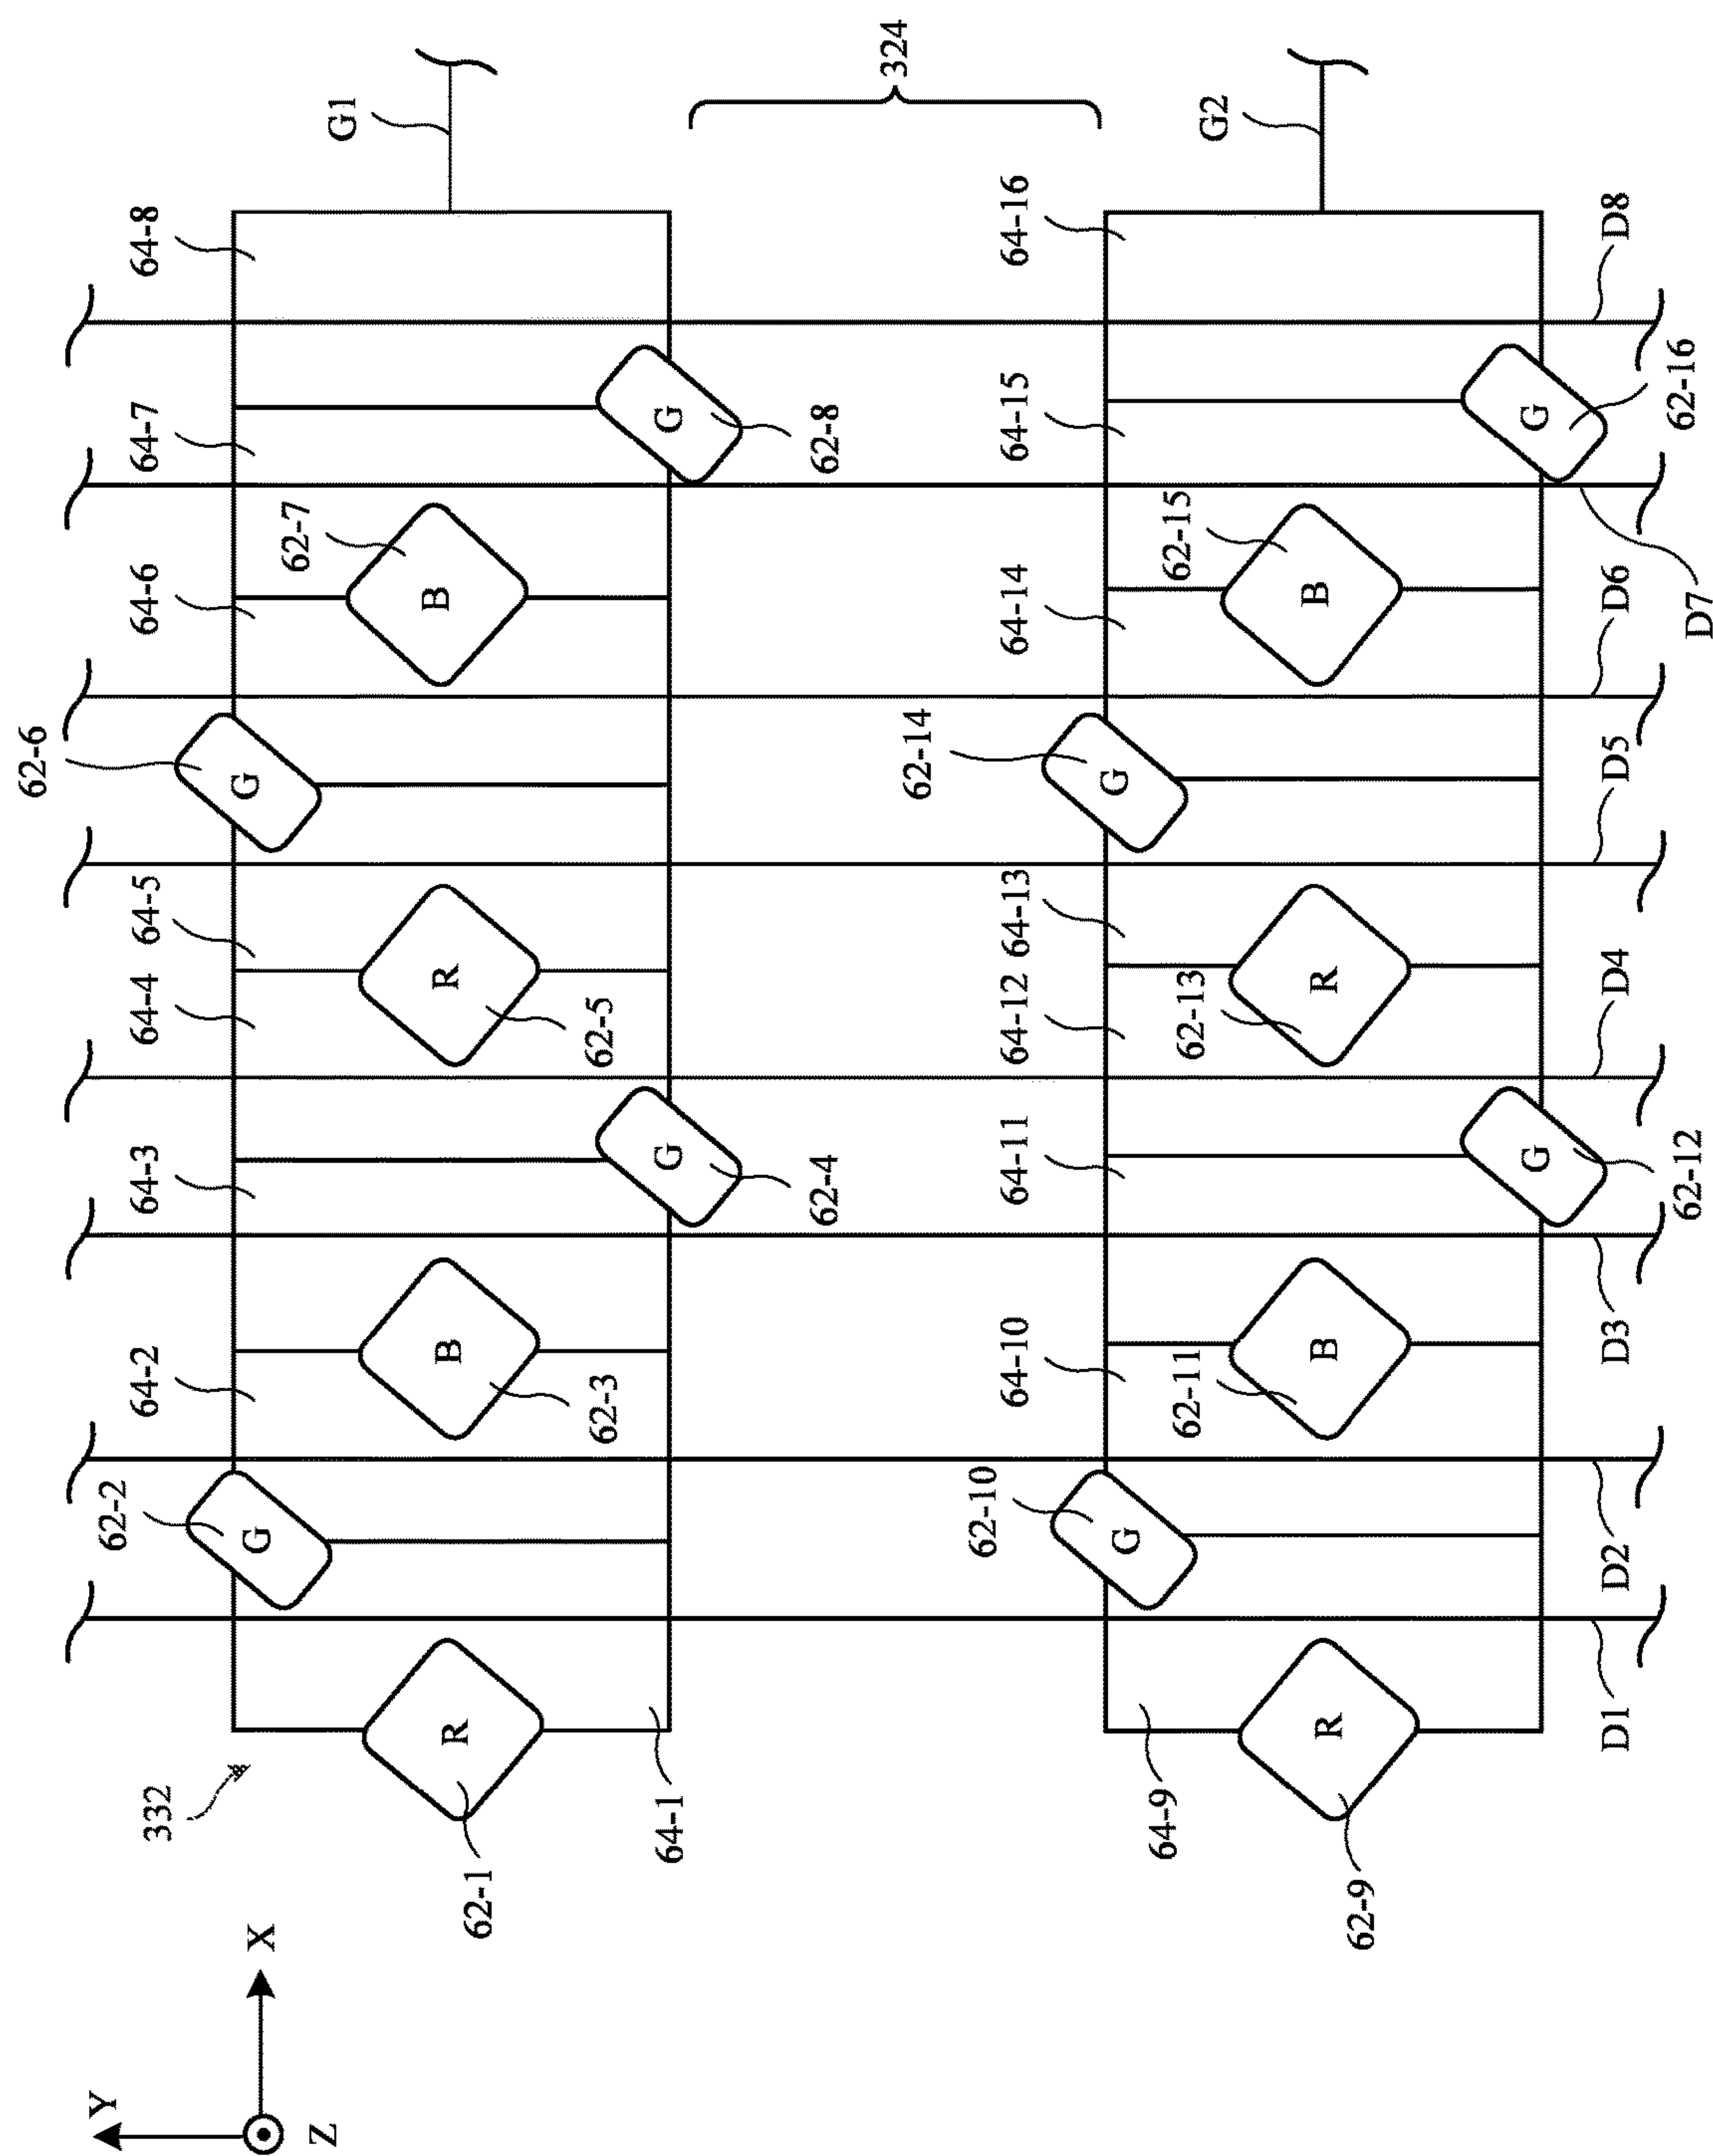 332
62-1
R
64-1
62-2
G
64-2
B
62-3
64-3
G
62-4
64-4
64-5
R
62-5
62-6
G
64-6
62-7
B
64-7
G
62-8
64-8
G1
324
64-9
R
62-9
62-10
G
64-10
62-11
B
64-11
G
62-12
64-12
64-13
62-13
R
62-14
G
64-14
62-15
B
64-15
G
62-16
64-16
G2
D1
D2
D3
D4
D5
D6
D7
D8
Y
X
Z